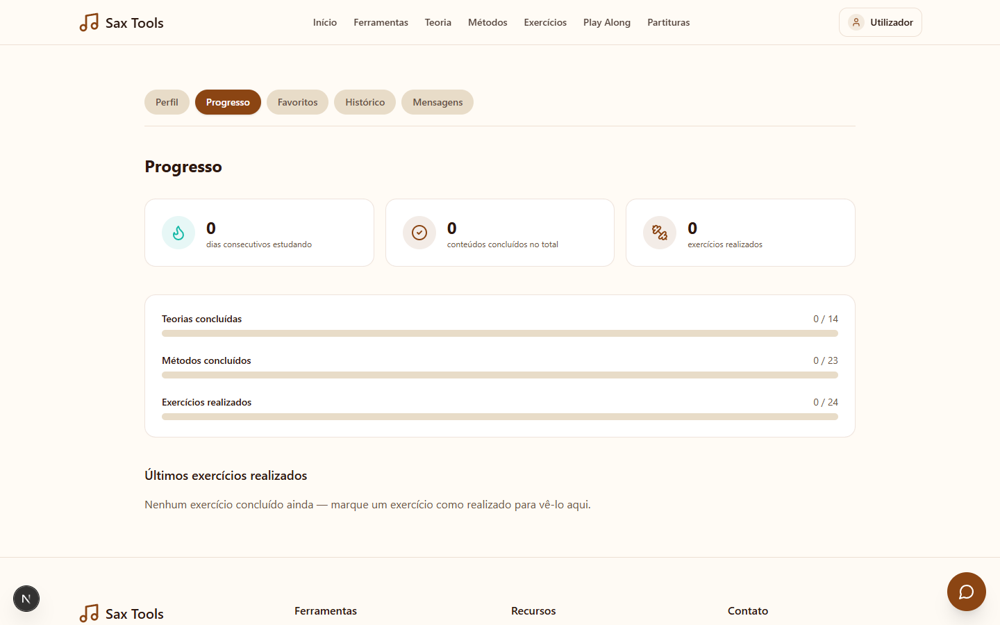 Sax Tools
Início Ferramentas Teoria Métodos Exercícios Play Along Partituras
Utilizador
Perfil Progresso Favoritos Histórico Mensagens
Progresso
0
dias consecutivos estudando
0
conteúdos concluídos no total
0
exercícios realizados
Teorias concluídas 0 / 14
Métodos concluídos 0 / 23
Exercícios realizados 0 / 24
Últimos exercícios realizados
Nenhum exercício concluído ainda — marque um exercício como realizado para vê-lo aqui.
N
Sax Tools
Ferramentas
Recursos
Contato